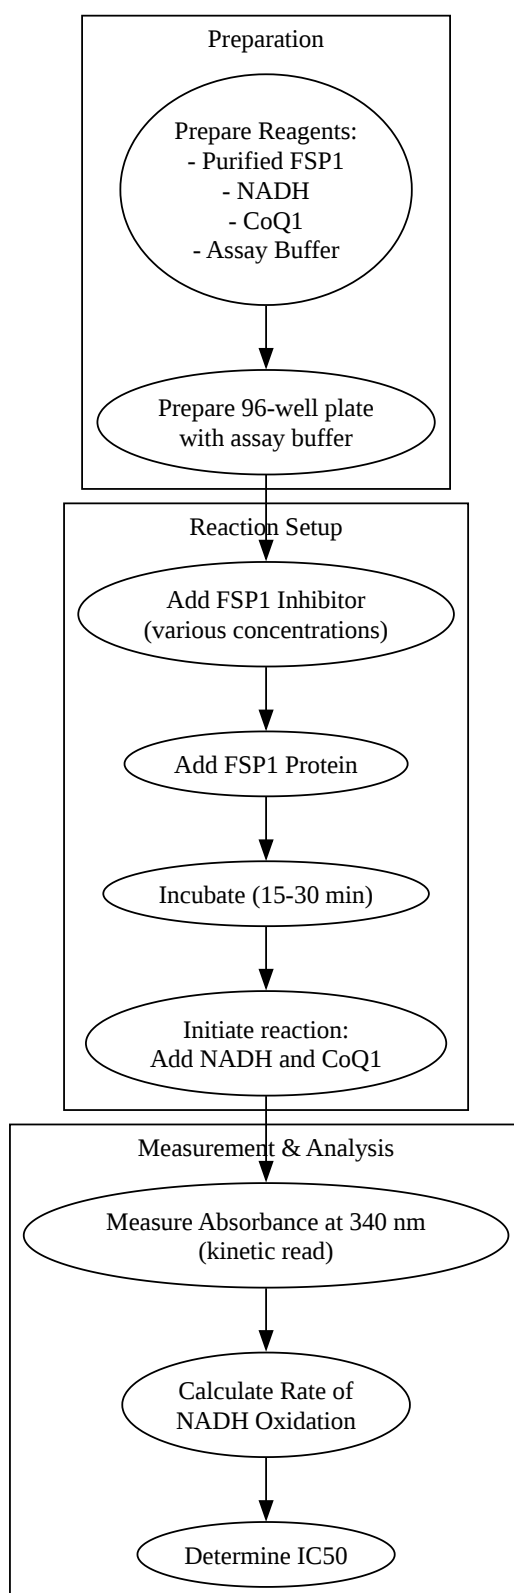 Preparation
Prepare Reagents:
- Purified FSP1
- NADH
- CoQ1
- Assay Buffer
Prepare 96-well plate
with assay buffer
Reaction Setup
Add FSP1 Inhibitor
(various concentrations)
Add FSP1 Protein
Incubate (15-30 min)
Initiate reaction:
Add NADH and CoQ1
Measurement & Analysis
Measure Absorbance at 340 nm
(kinetic read)
Calculate Rate of
NADH Oxidation
Determine IC50